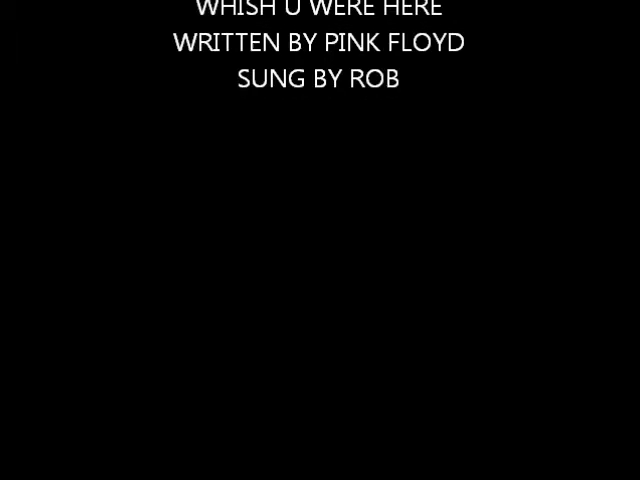 WHISH U WERE HERE
WRITTEN BY PINK FLOYD
SUNG BY ROB